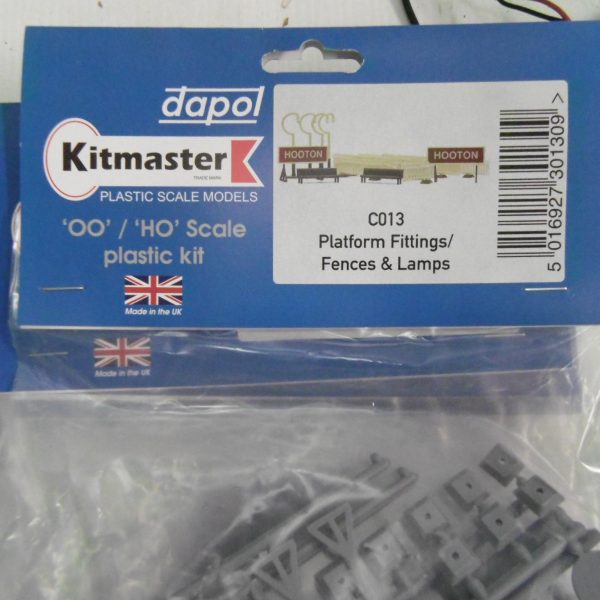 dapol
Kitmaster
TRADE MARK
PLASTIC SCALE MODELS
'OO' / 'HO' Scale
plastic kit
Made in the UK
HOOTON
HOOTON
C013
Platform Fittings/
Fences & Lamps
5 016927 301309 >
Made in the UK